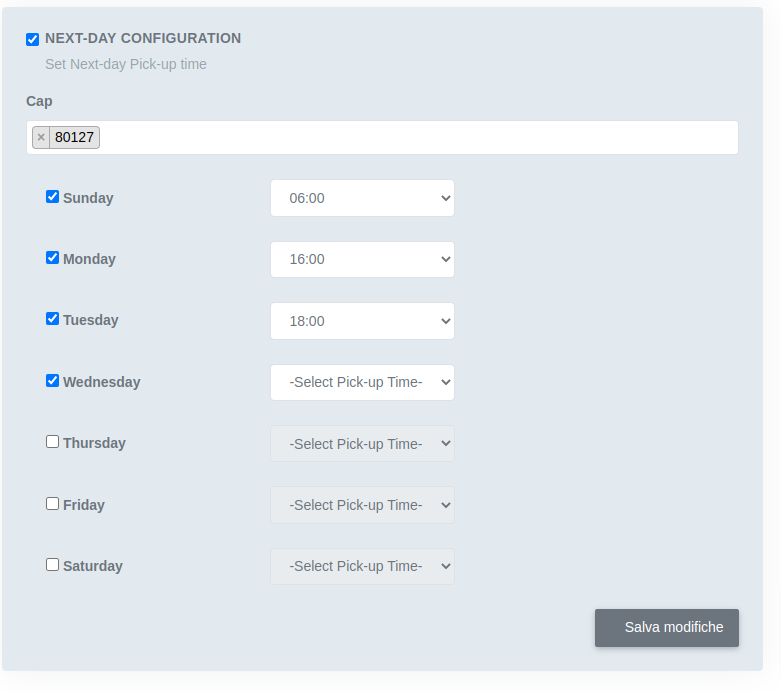 NEXT-DAY CONFIGURATION
Set Next-day Pick-up time
Cap
× 80127
Sunday 06:00
Monday 16:00
Tuesday 18:00
Wednesday -Select Pick-up Time-
Thursday -Select Pick-up Time-
Friday -Select Pick-up Time-
Saturday -Select Pick-up Time-
Salva modifiche